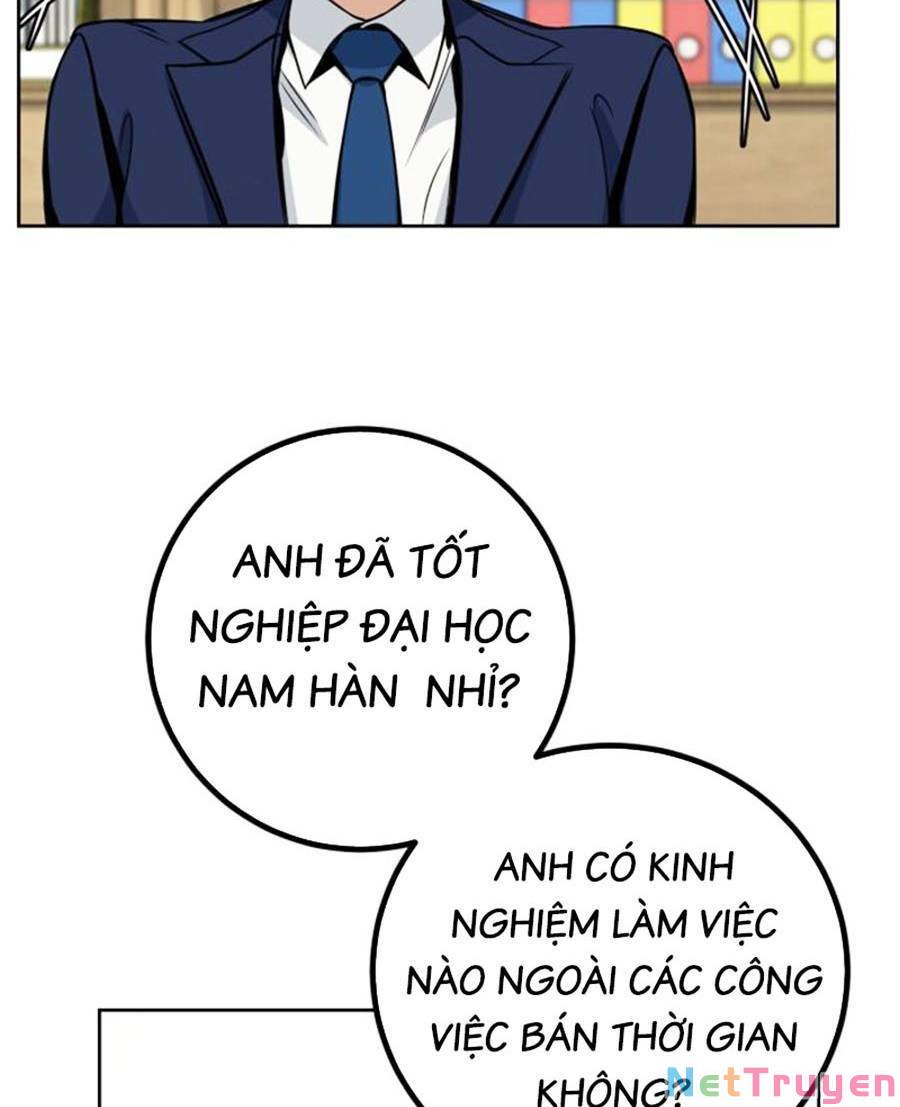 ANH ĐÃ TỐT
NGHIỆP ĐẠI HỌC
NAM HÀN NHỈ?
ANH CÓ KINH
NGHIỆM LÀM VIỆC
NÀO NGOÀI CÁC CÔNG
VIỆC BÁN THỜI GIAN
KHÔNG?
NetTruyen